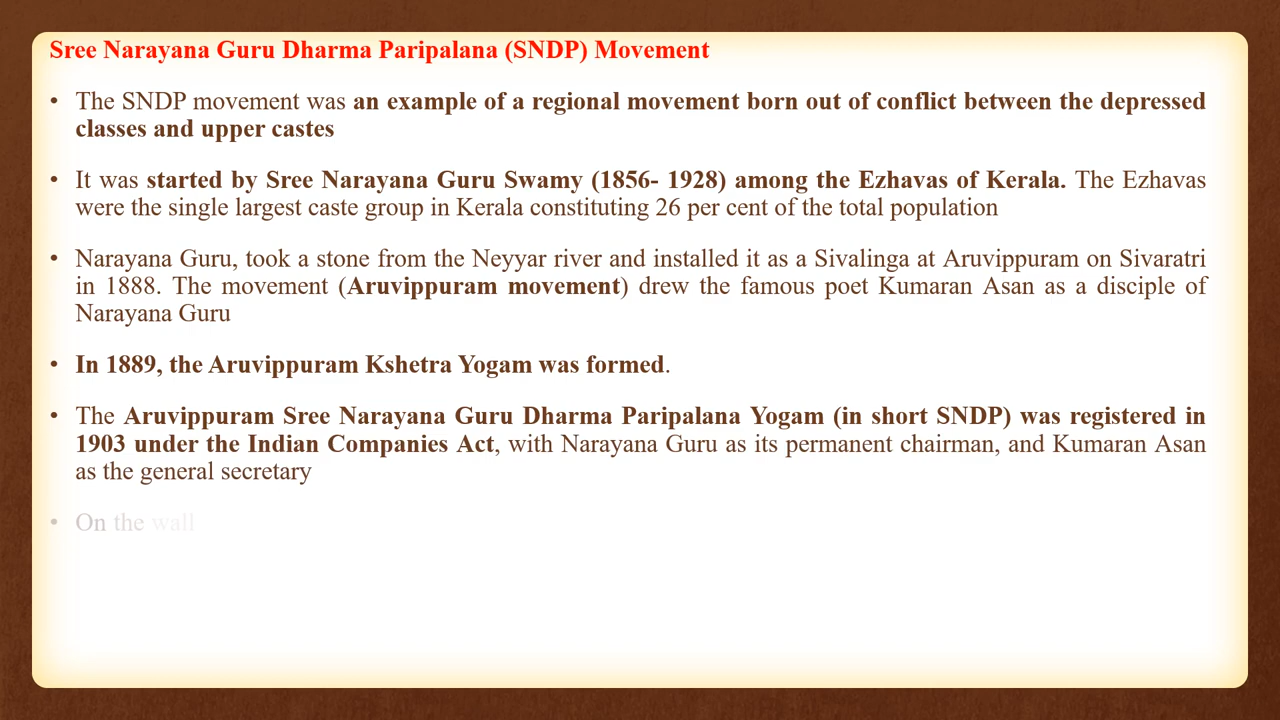 Sree Narayana Guru Dharma Paripalana (SNDP) Movement
• The SNDP movement was an example of a regional movement born out of conflict between the depressed
classes and upper castes
• It was started by Sree Narayana Guru Swamy (1856- 1928) among the Ezhavas of Kerala. The Ezhavas
were the single largest caste group in Kerala constituting 26 per cent of the total population
• Narayana Guru, took a stone from the Neyyar river and installed it as a Sivalinga at Aruvippuram on Sivaratri
in 1888. The movement (Aruvippuram movement) drew the famous poet Kumaran Asan as a disciple of
Narayana Guru
• In 1889, the Aruvippuram Kshetra Yogam was formed.
• The Aruvippuram Sree Narayana Guru Dharma Paripalana Yogam (in short SNDP) was registered in
1903 under the Indian Companies Act, with Narayana Guru as its permanent chairman, and Kumaran Asan
as the general secretary
• On the wall